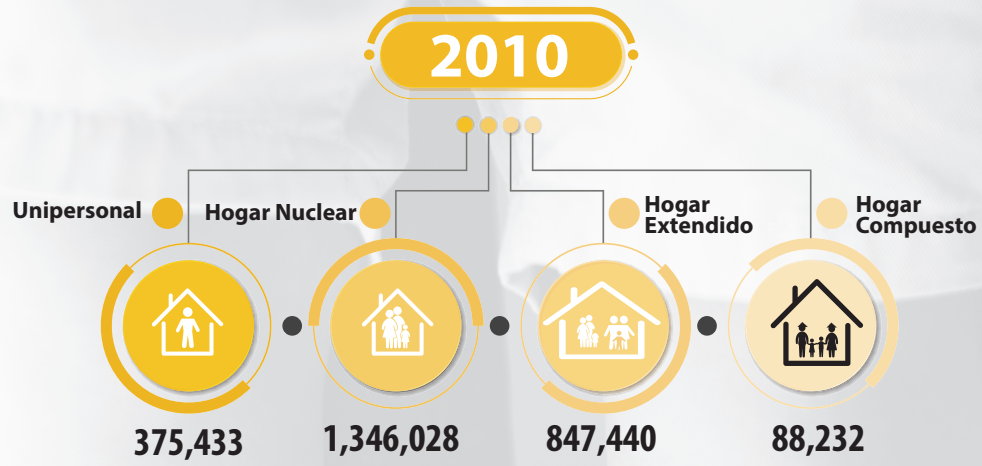 2010
Unipersonal
Hogar Nuclear
Hogar
Extendido
Hogar
Compuesto
375,433
1,346,028
847,440
88,232